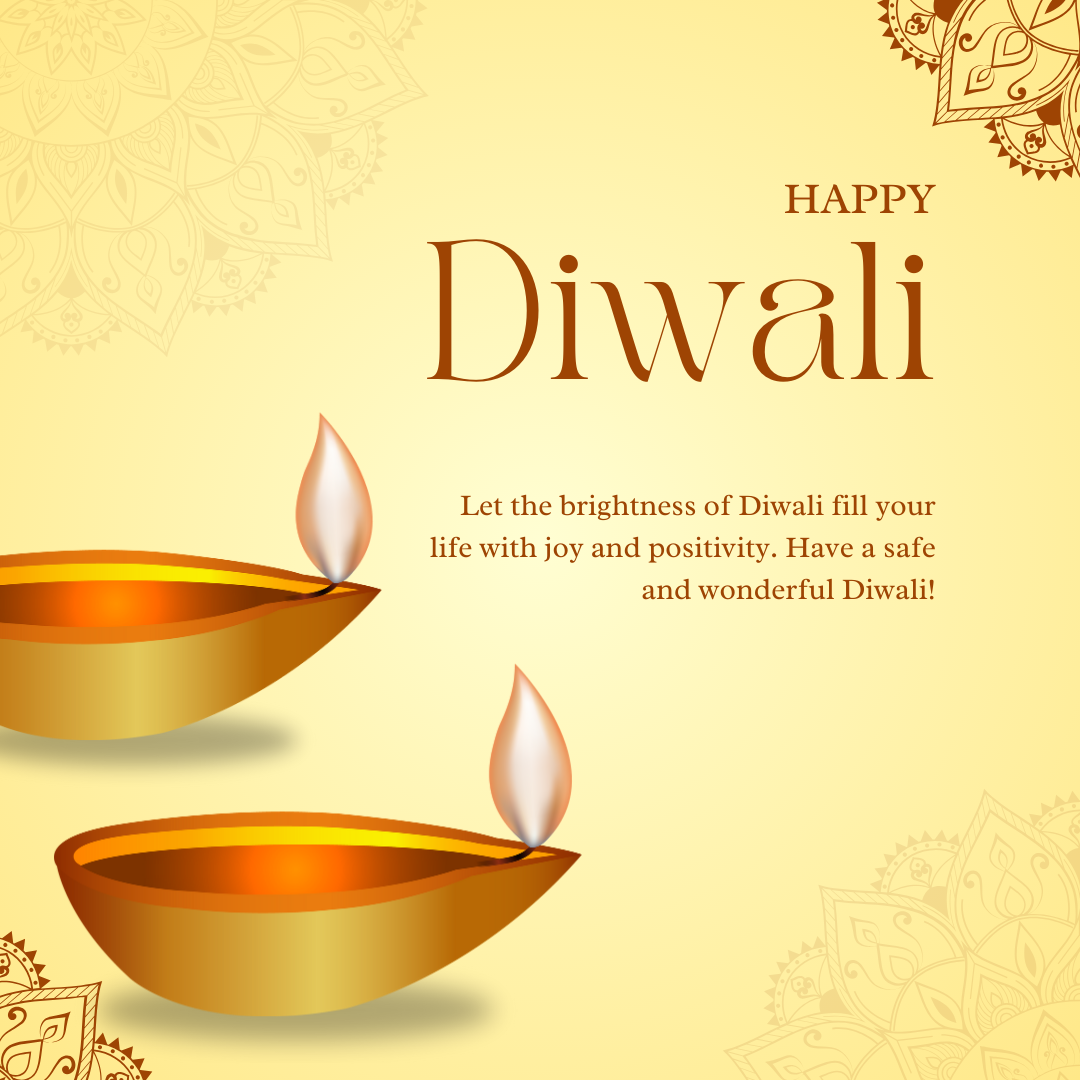 HAPPY
Diwali
Let the brightness of Diwali fill your
life with joy and positivity. Have a safe
and wonderful Diwali!